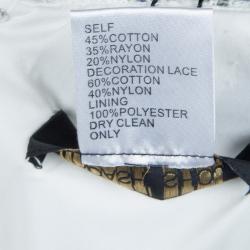 SELF
45%COTTON
35%RAYON
20%NYLON
DECORATION LACE
60%COTTON
40%NYLON
LINING
100%POLYESTER
DRY CLEAN
ONLY